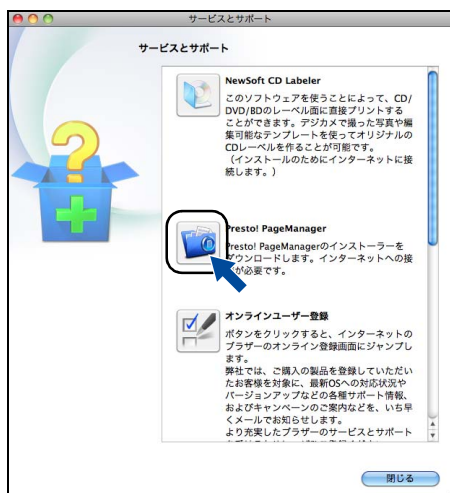 サービスとサポート
サービスとサポート
NewSoft CD Labeler
このソフトウェアを使うことによって、CD/
DVD/BDのレーベル面に直接プリントする
ことができます。デジカメで撮った写真や編
集可能なテンプレートを使ってオリジナルの
CDレーベルを作ることが可能です。
（インストールのためにインターネットに接
続します。）
Presto! PageManager
Presto! PageManagerのインストーラーを
ダウンロードします。インターネットへの接
が必要です。
オンラインユーザー登録
ボタンをクリックすると、インターネットの
ブラザーのオンライン登録画面にジャンプし
ます。
弊社では、ご購入の製品を登録していただい
たお客様を対象に、最新OSへの対応状況や
バージョンアップなどの各種サポート情報、
およびキャンペーンのご案内などを、いち早
くメールでお知らせします。
より充実したブラザーのサービスとサポート
閉じる